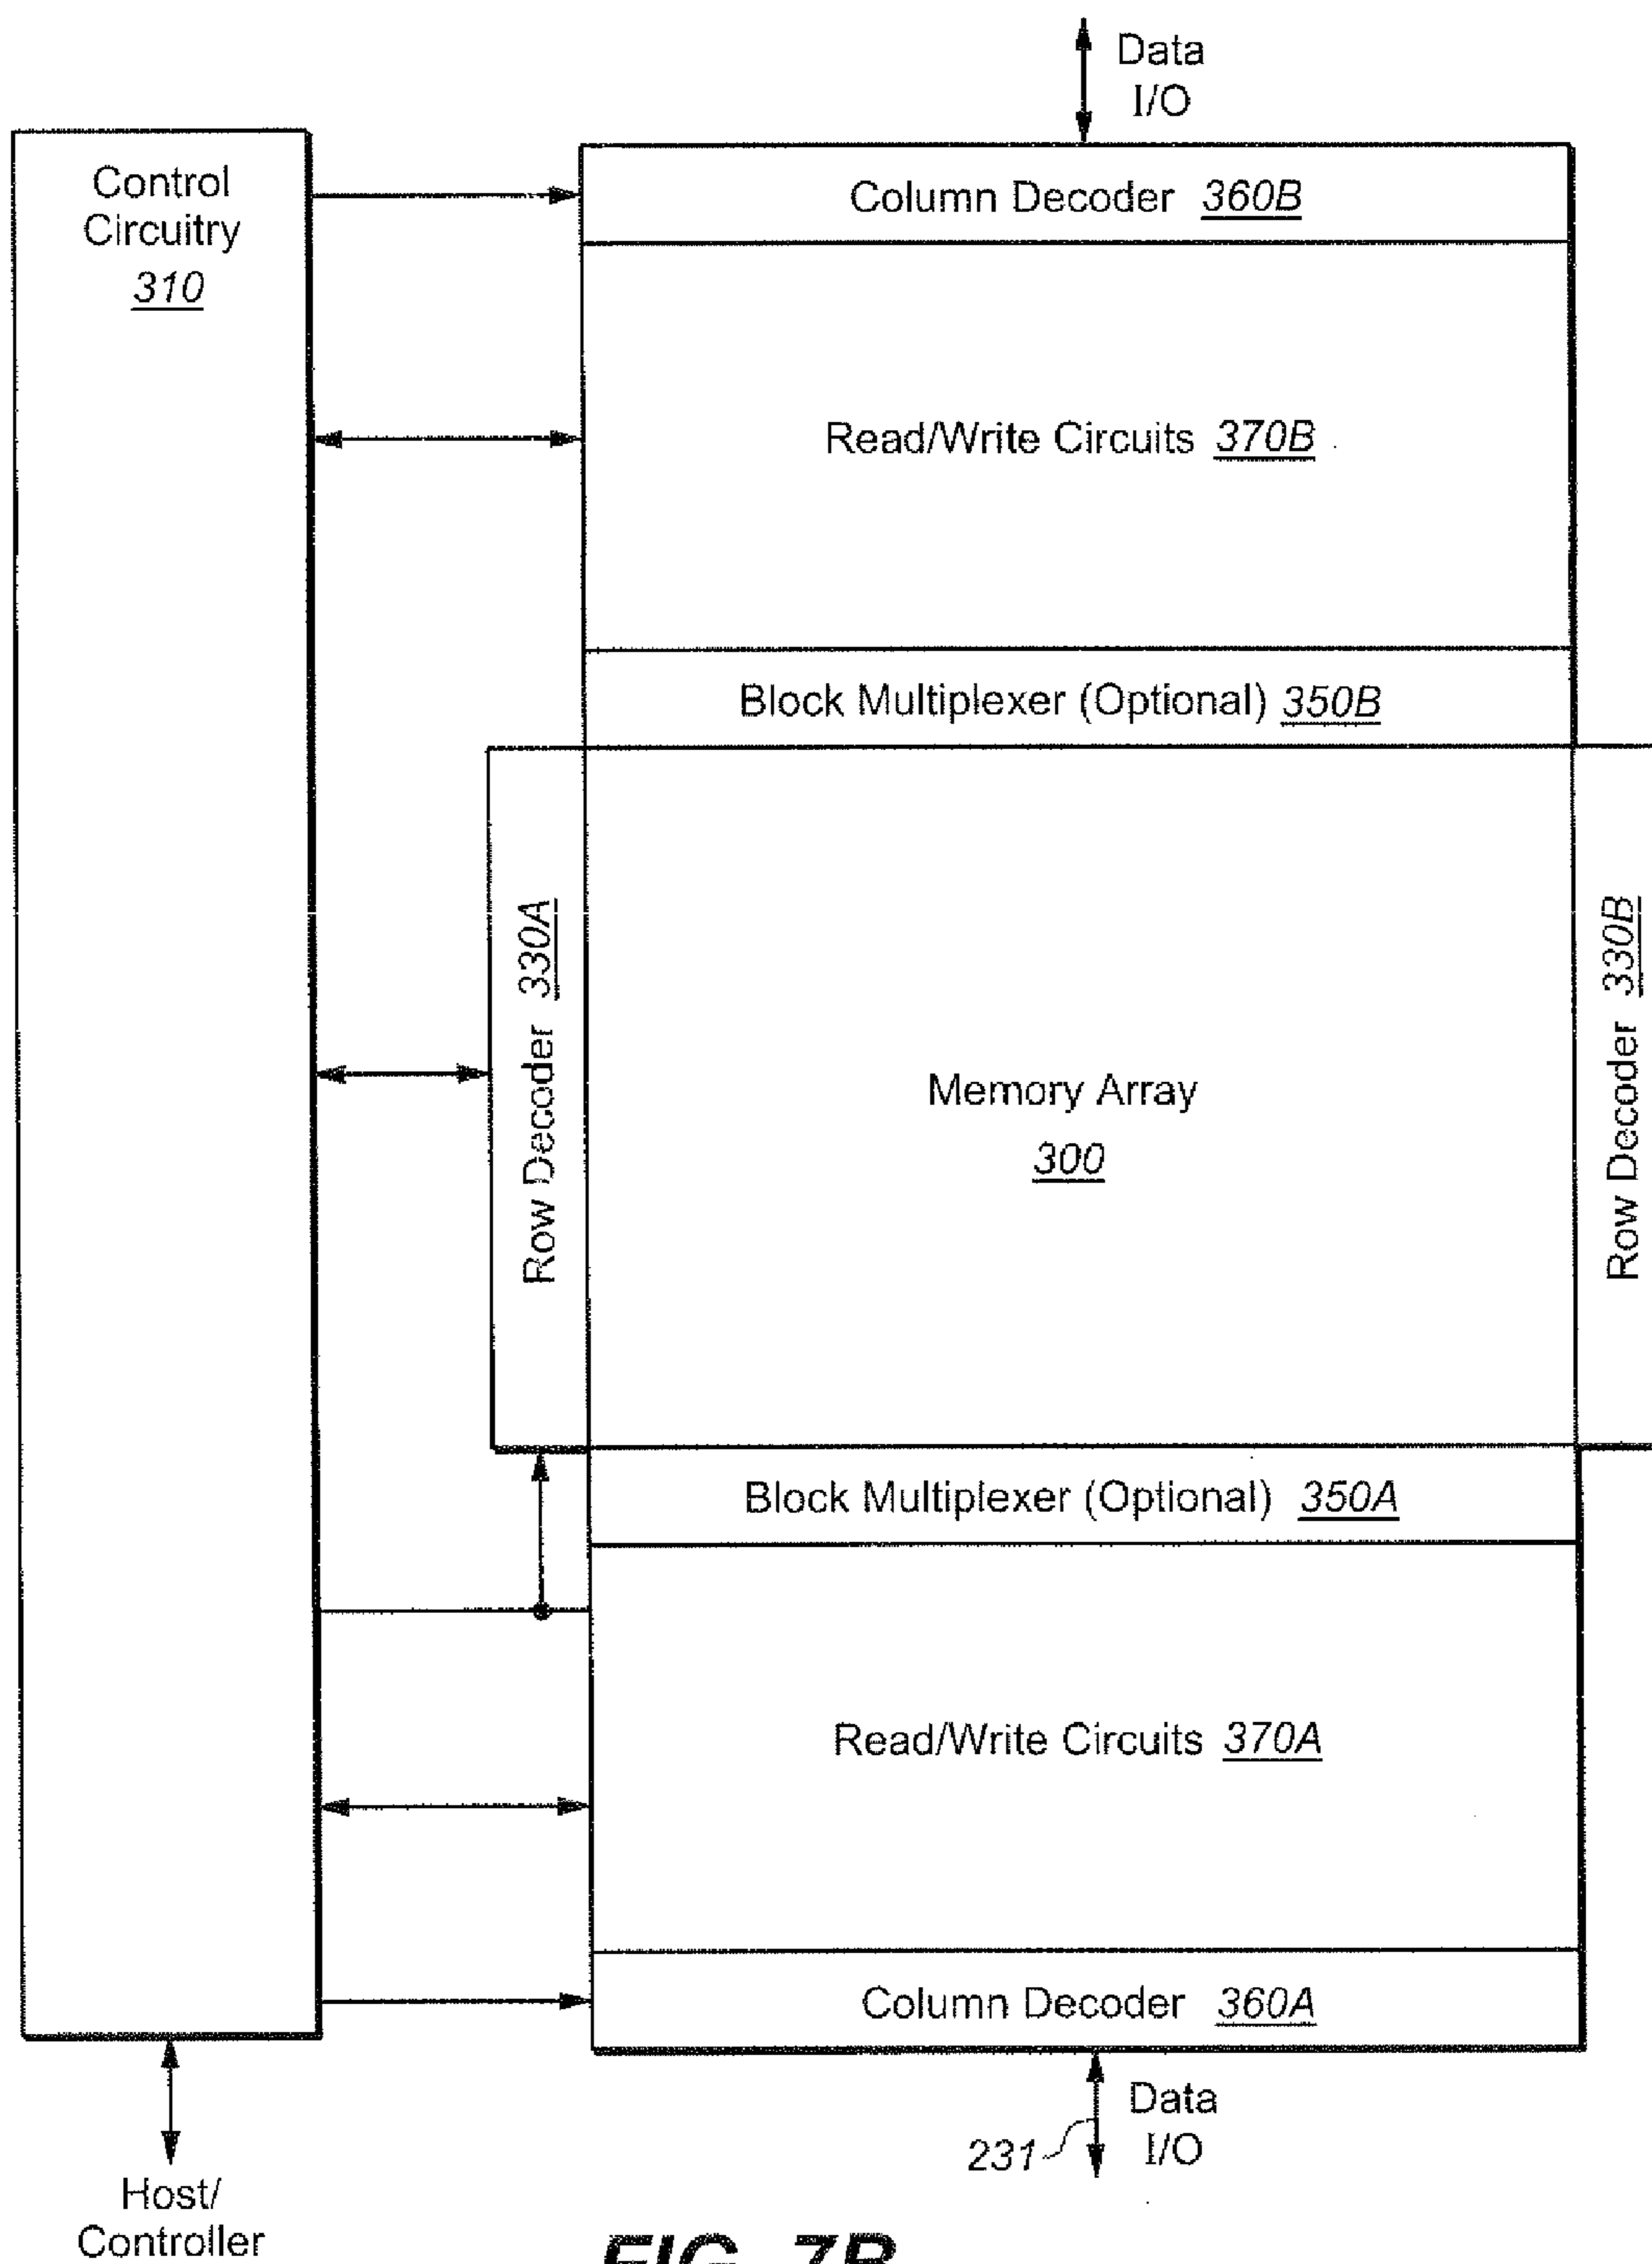 Data
I/O
Control
Circuitry
310
Column Decoder 360B
Read/Write Circuits 370B
Block Multiplexer (Optional) 350B
Row Decoder 330A
Memory Array
300
Row Decoder 330B
Block Multiplexer (Optional) 350A
Read/Write Circuits 370A
Column Decoder 360A
Data
I/O
231
Host/
Controller
FIG. 7B